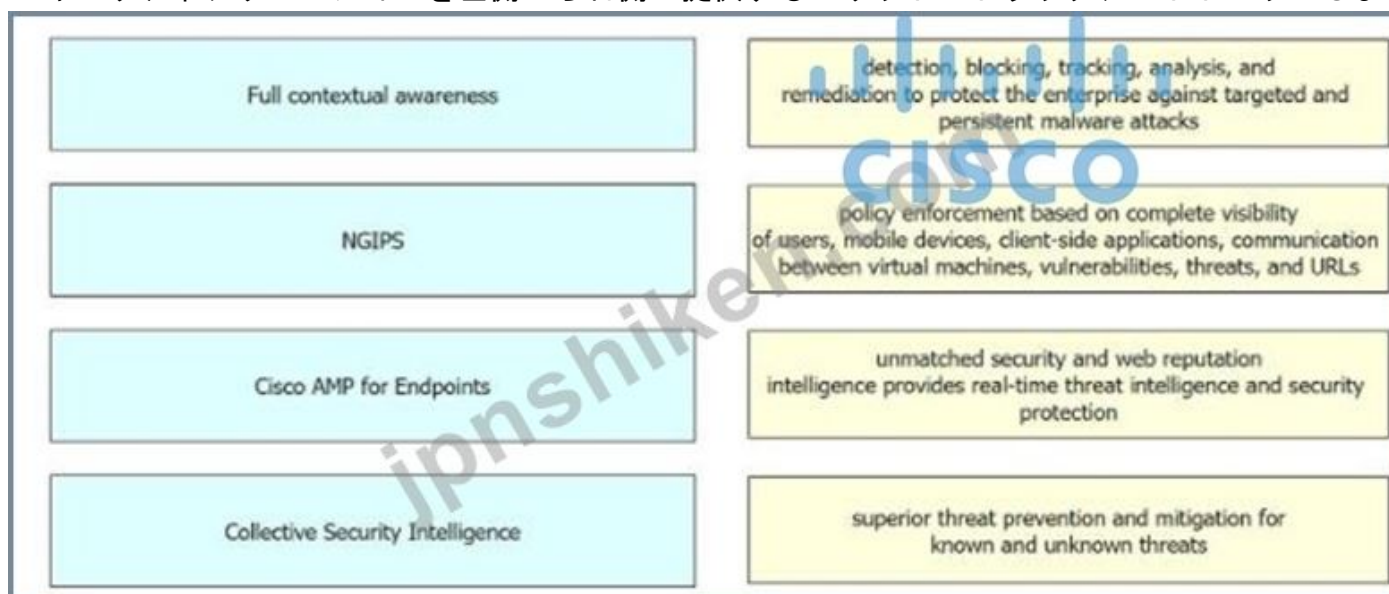 Full contextual awareness
detection, blocking, tracking, analysis, and
remediation to protect the enterprise against targeted and
persistent malware attacks
CISCO
NGIPS
policy enforcement based on complete visibility
of users, mobile devices, client-side applications, communication
between virtual machines, vulnerabilities, threats, and URLs
Cisco AMP for Endpoints
unmatched security and web reputation
intelligence provides real-time threat intelligence and security
protection
Collective Security Intelligence
superior threat prevention and mitigation for
known and unknown threats
jpnshiken.com